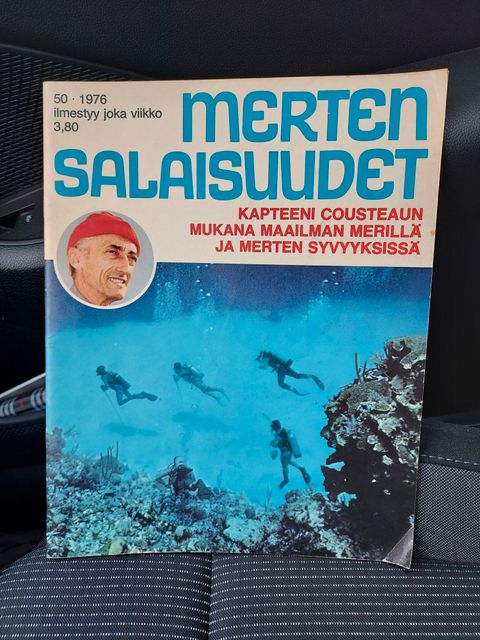 50 · 1976
ilmestyy joka viikko
3,80
MERTEN
SALAISUUDET
KAPTEENI COUSTEAUN
MUKANA MAAILMAN MERILLÄ
JA MERTEN SYVYYKSISSÄ